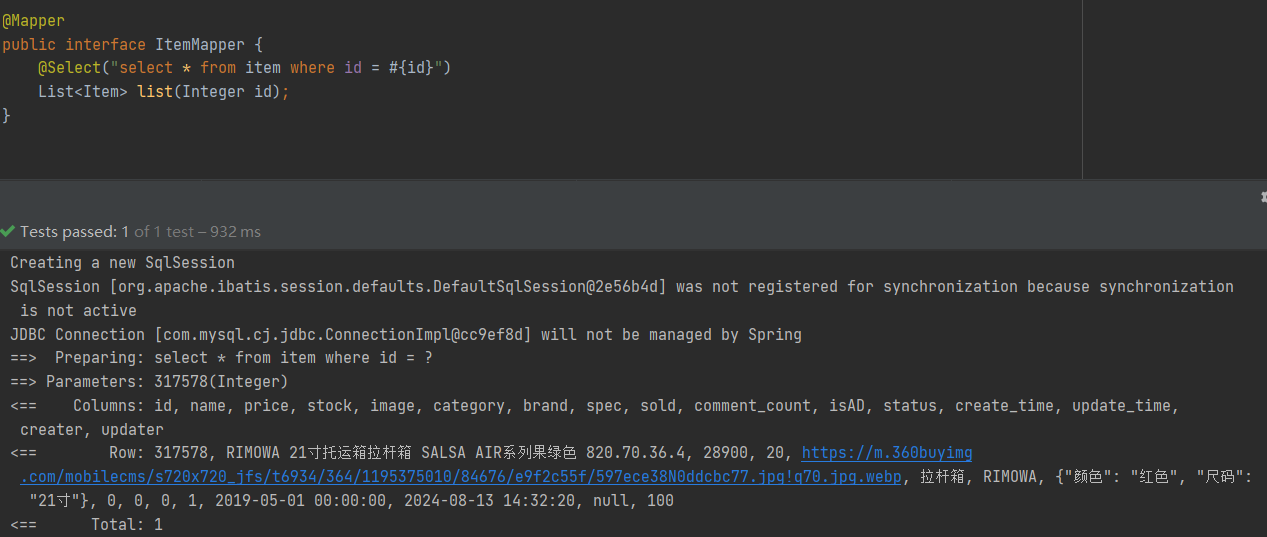 @Mapper
public interface ItemMapper {
@Select("select * from item where id = #{id}")
List<Item> list(Integer id);
}
Tests passed: 1 of 1 test – 932 ms
Creating a new SqlSession
SqlSession [org.apache.ibatis.session.defaults.DefaultSqlSession@2e56b4d] was not registered for synchronization because synchronization
is not active
JDBC Connection [com.mysql.cj.jdbc.ConnectionImpl@cc9ef8d] will not be managed by Spring
==>  Preparing: select * from item where id = ?
==> Parameters: 317578(Integer)
<==    Columns: id, name, price, stock, image, category, brand, spec, sold, comment_count, isAD, status, create_time, update_time,
creater, updater
<==        Row: 317578, RIMOWA 21寸托运箱拉杆箱 SALSA AIR系列果绿色 820.70.36.4, 28900, 20, https://m.360buyimg
.com/mobilecms/s720x720_jfs/t6934/364/1195375010/84676/e9f2c55f/597ece38N0ddcbc77.jpg!q70.jpg.webp, 拉杆箱, RIMOWA, {"颜色": "红色", "尺码":
"21寸"}, 0, 0, 0, 1, 2019-05-01 00:00:00, 2024-08-13 14:32:20, null, 100
<==      Total: 1